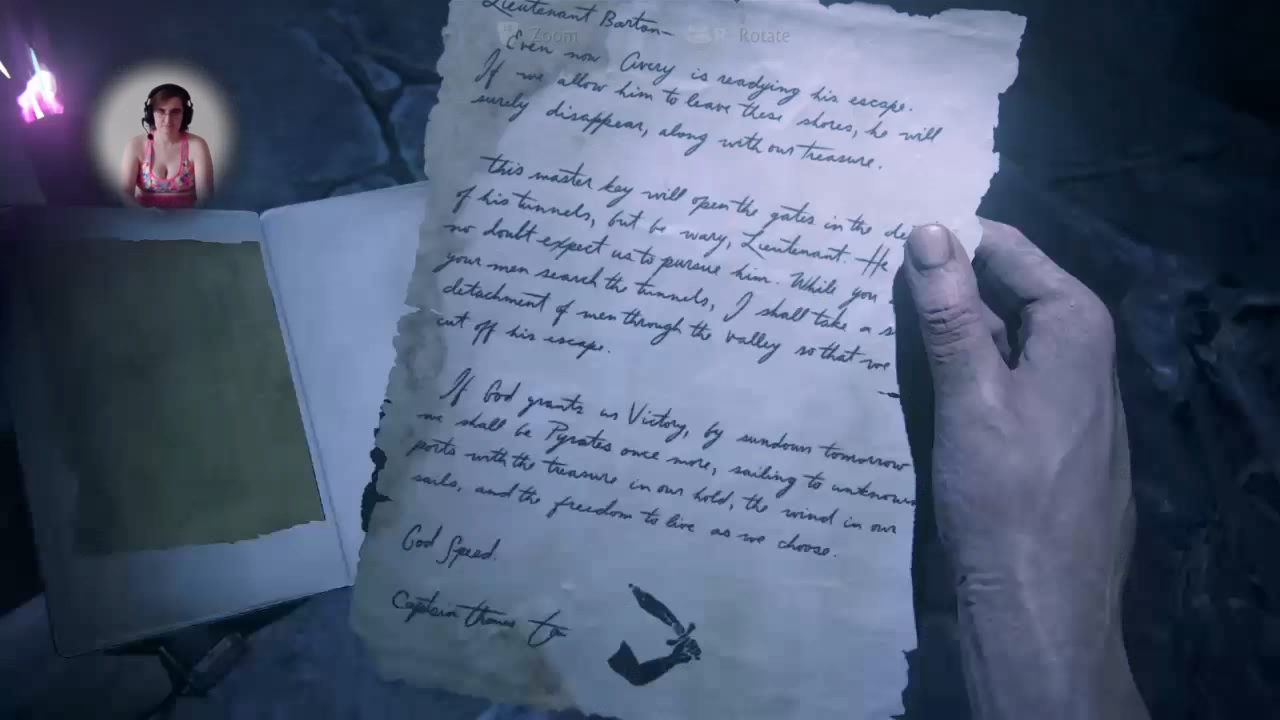 Zoom
Rotate
Lieutenant Barton-
Even now Avery is readying his escape.
If we allow him to leave these shores, he will
surely disappear, along with our treasure.
This master key will open the gates in the
of his tunnels, but be wary, Lieutenant. He
no doubt expect us to pursue him. While you
your men search the tunnels, I shall take a
detachment of men through the valley so that we
cut off his escape.
If God grants us Victory, by sundown tomorrow
we shall be Pyrates once more, sailing to unknown
ports with the treasure in our hold, the wind in our
sails, and the freedom to live as we choose.
God Speed.
Captain Thomas